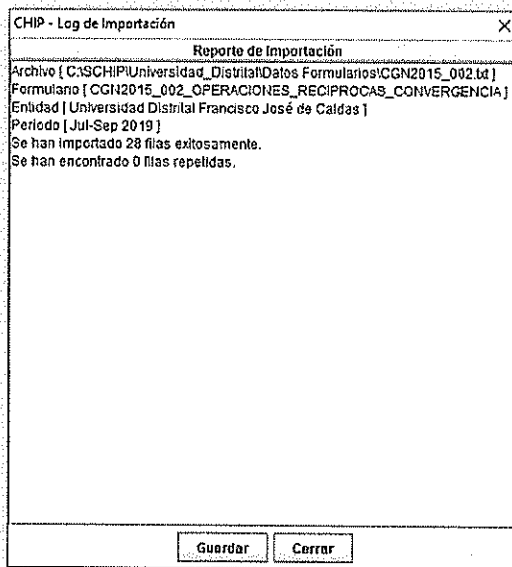 CHIP - Log de Importación
Reporte de Importación
Archivo [ C:\SCHIP\Universidad_Distrital\Datos Formularios\CGN2015_002.txt ]
Formulario [ CGN2015_002_OPERACIONES_RECIPROCAS_CONVERGENCIA ]
Entidad [ Universidad Distrital Francisco José de Caldas ]
Periodo [ Jul-Sep 2019 ]
Se han importado 28 filas exitosamente.
Se han encontrado 0 filas repetidas.
Guardar Cerrar